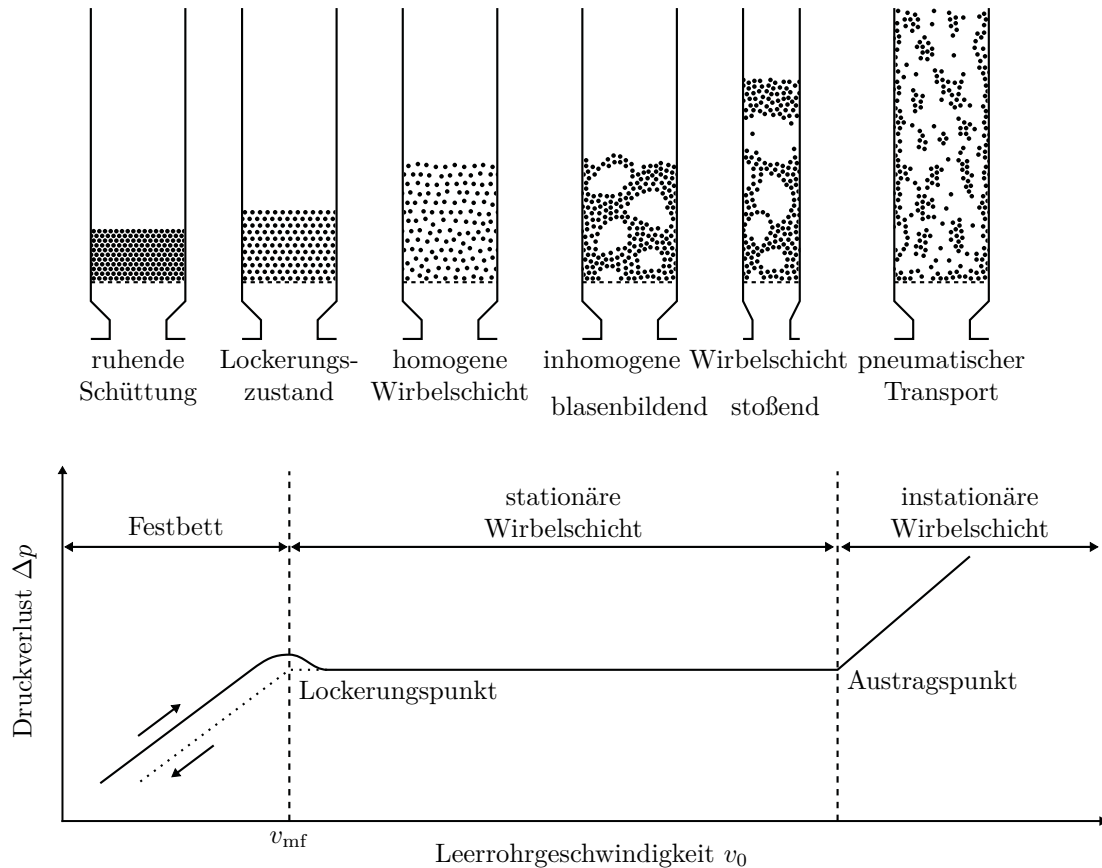 ruhende
Schüttung
Lockerungs-
zustand
homogene
Wirbelschicht
inhomogene Wirbelschicht
blasenbildend stoßend
pneumatischer
Transport
Festbett
stationäre
Wirbelschicht
instationäre
Wirbelschicht
Druckverlust Δp
Lockerungspunkt
Austragspunkt
v_mf
Leerrohrgeschwindigkeit v_0